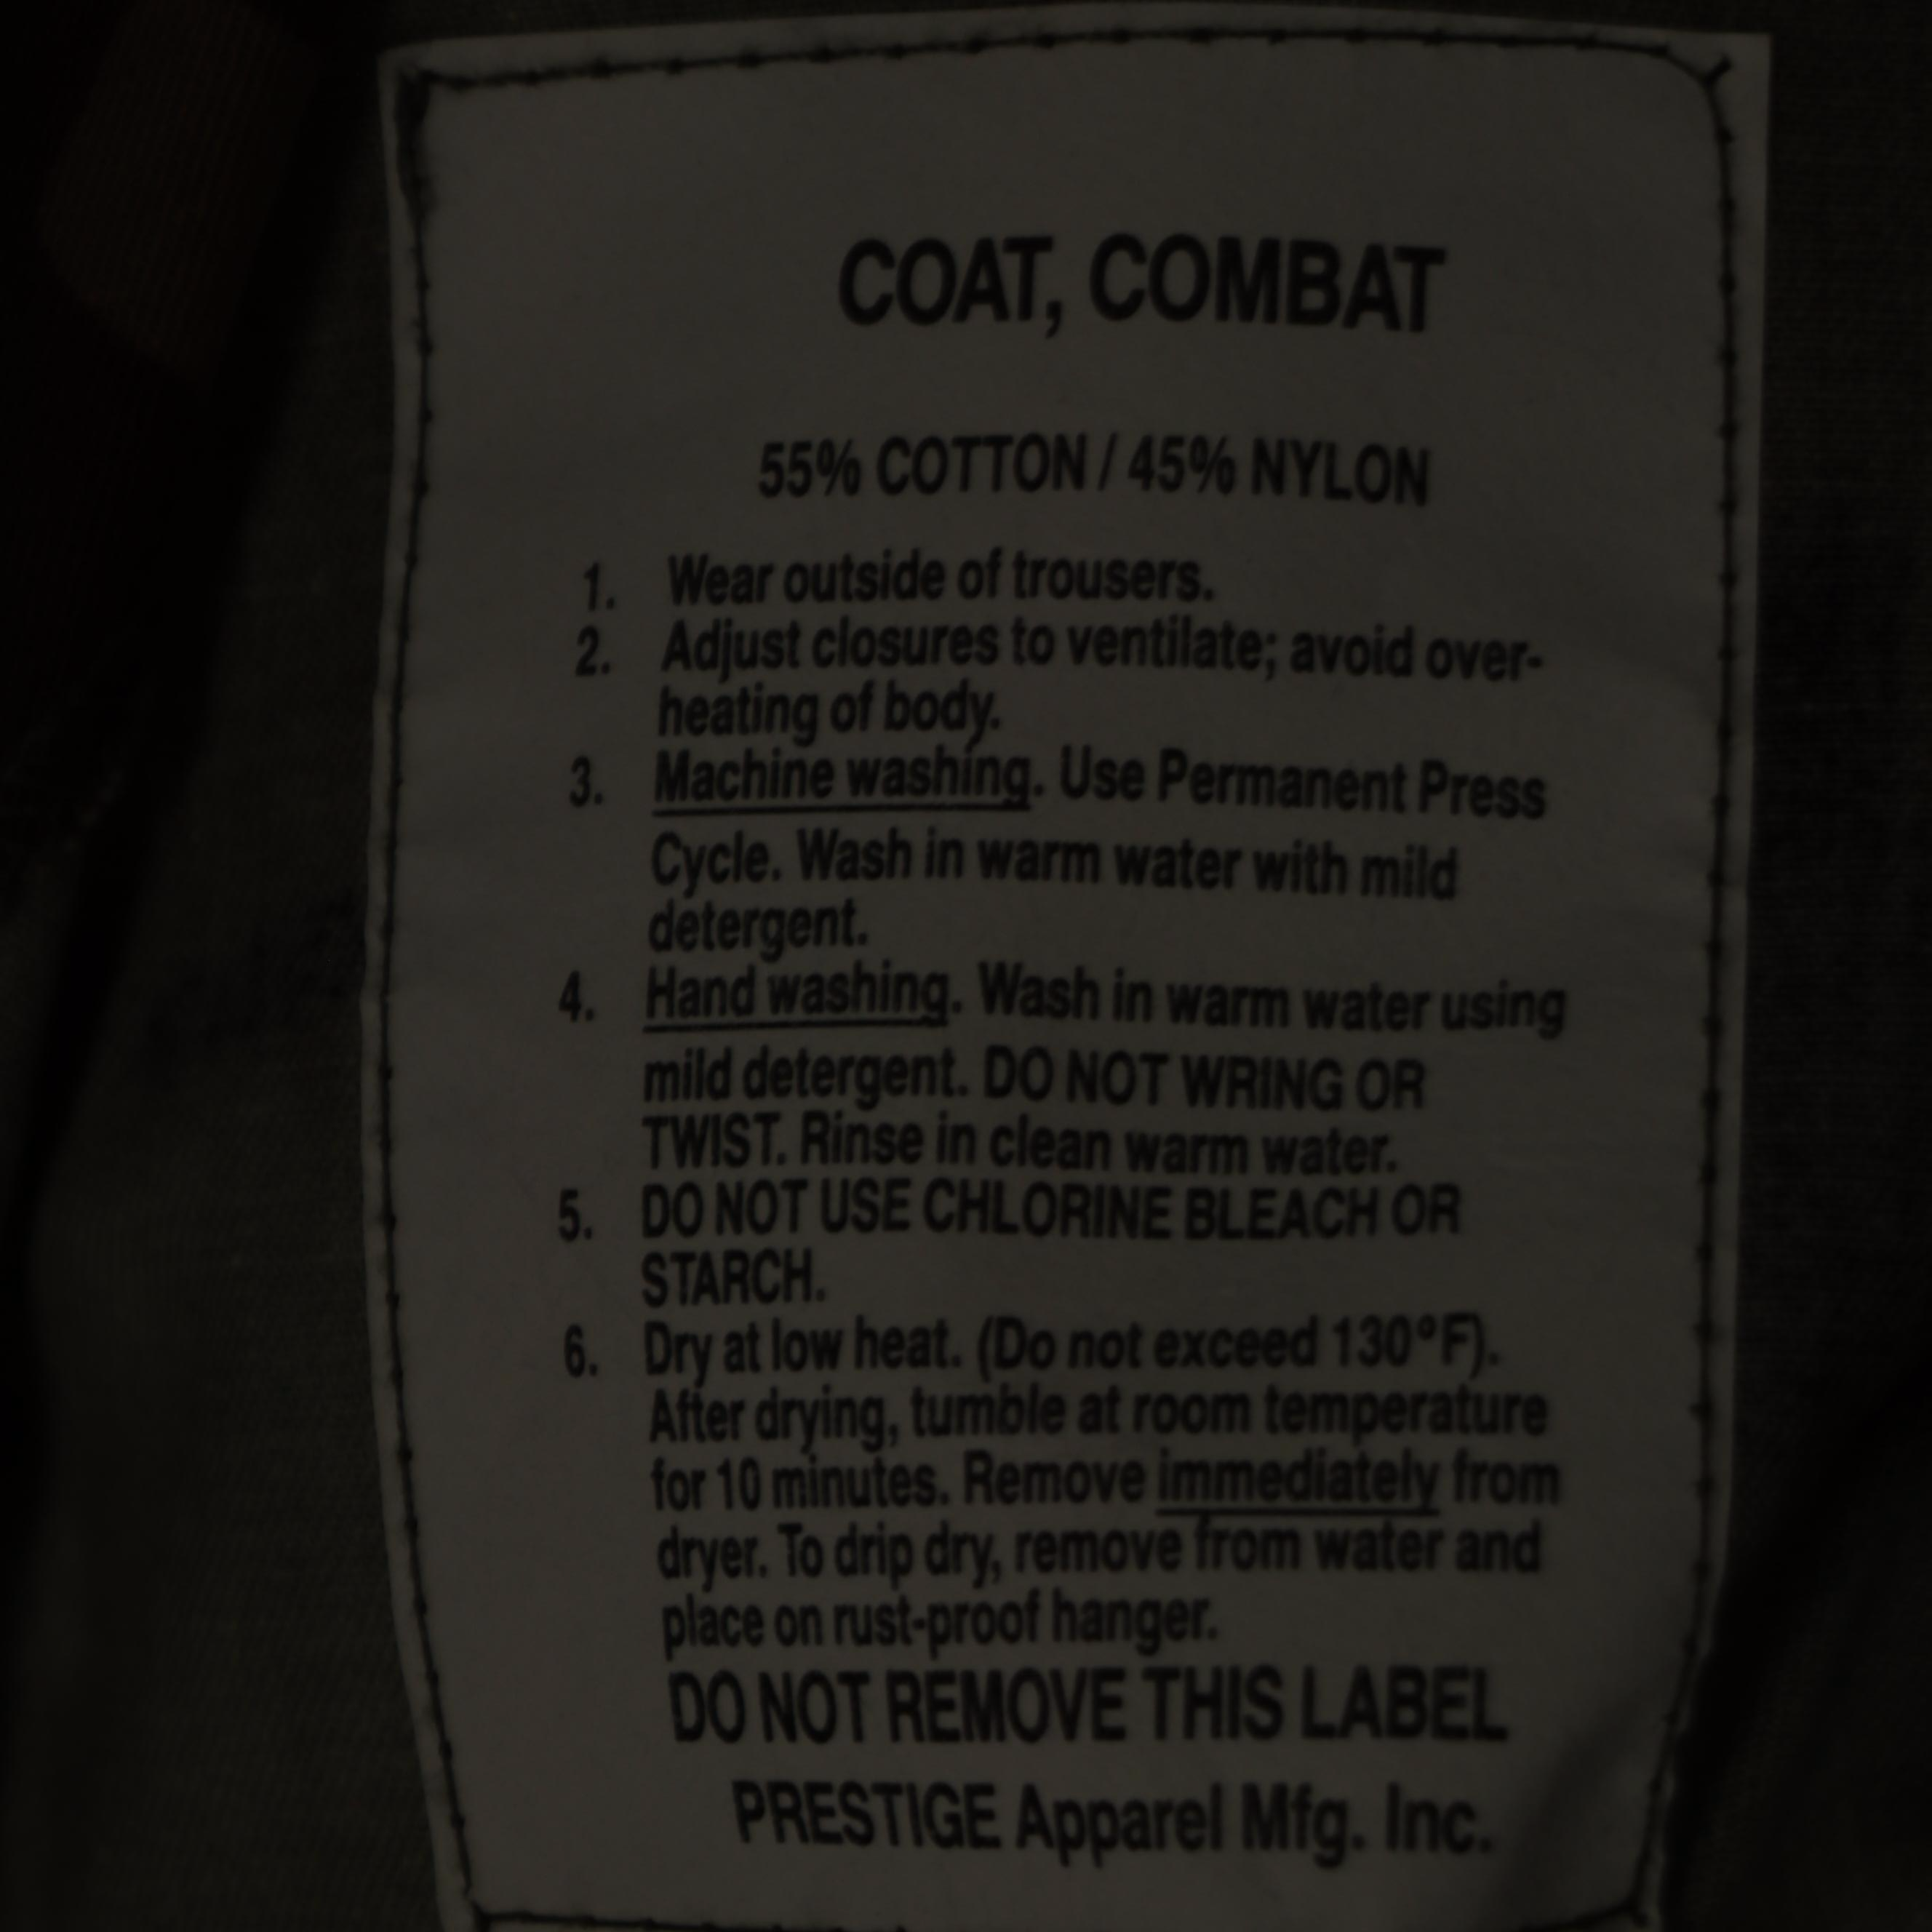 COAT, COMBAT
55% COTTON / 45% NYLON
1. Wear outside of trousers.
2. Adjust closures to ventilate; avoid over-
heating of body.
3. Machine washing. Use Permanent Press
Cycle. Wash in warm water with mild
detergent.
4. Hand washing. Wash in warm water using
mild detergent. DO NOT WRING OR
TWIST. Rinse in clean warm water.
5. DO NOT USE CHLORINE BLEACH OR
STARCH.
6. Dry at low heat. (Do not exceed 130°F).
After drying, tumble at room temperature
for 10 minutes. Remove immediately from
dryer. To drip dry, remove from water and
place on rust-proof hanger.
DO NOT REMOVE THIS LABEL
PRESTIGE Apparel Mfg. Inc.